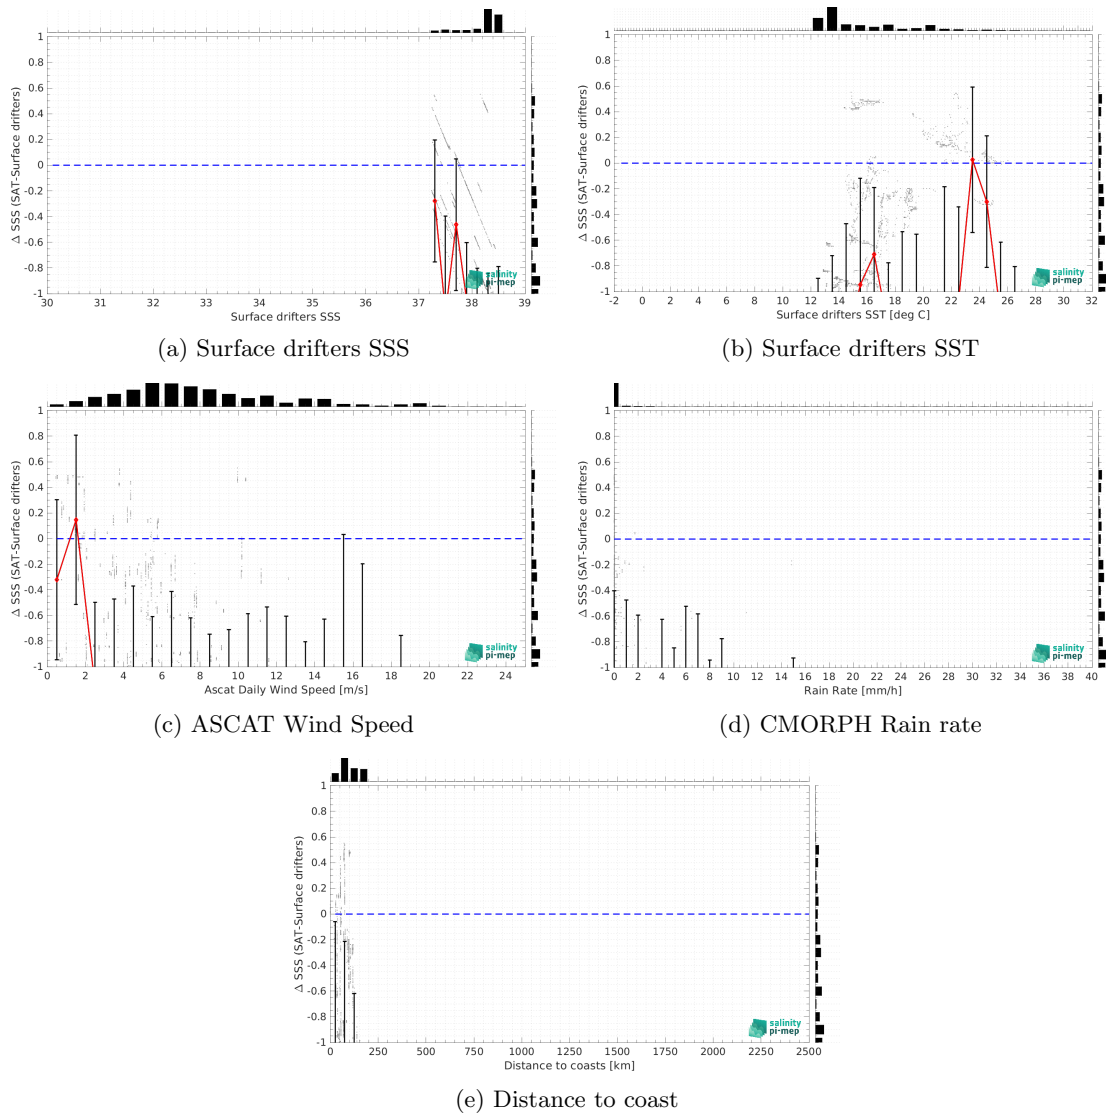 1
0.8
0.6
0.4
0.2
0
-0.2
-0.4
-0.6
-0.8
-1
Δ SSS (SAT-Surface drifters)
30 31 32 33 34 35 36 37 38 39
Surface drifters SSS
salinity
pi-mep
(a) Surface drifters SSS
1
0.8
0.6
0.4
0.2
0
-0.2
-0.4
-0.6
-0.8
-1
Δ SSS (SAT-Surface drifters)
-2 0 2 4 6 8 10 12 14 16 18 20 22 24 26 28 30 32
Surface drifters SST [deg C]
salinity
pi-mep
(b) Surface drifters SST
1
0.8
0.6
0.4
0.2
0
-0.2
-0.4
-0.6
-0.8
-1
Δ SSS (SAT-Surface drifters)
0 2 4 6 8 10 12 14 16 18 20 22 24
Ascat Daily Wind Speed [m/s]
salinity
pi-mep
(c) ASCAT Wind Speed
1
0.8
0.6
0.4
0.2
0
-0.2
-0.4
-0.6
-0.8
-1
Δ SSS (SAT-Surface drifters)
0 2 4 6 8 10 12 14 16 18 20 22 24 26 28 30 32 34 36 38 40
Rain Rate [mm/h]
salinity
pi-mep
(d) CMORPH Rain rate
1
0.8
0.6
0.4
0.2
0
-0.2
-0.4
-0.6
-0.8
-1
Δ SSS (SAT-Surface drifters)
0 250 500 750 1000 1250 1500 1750 2000 2250 2500
Distance to coasts [km]
salinity
pi-mep
(e) Distance to coast